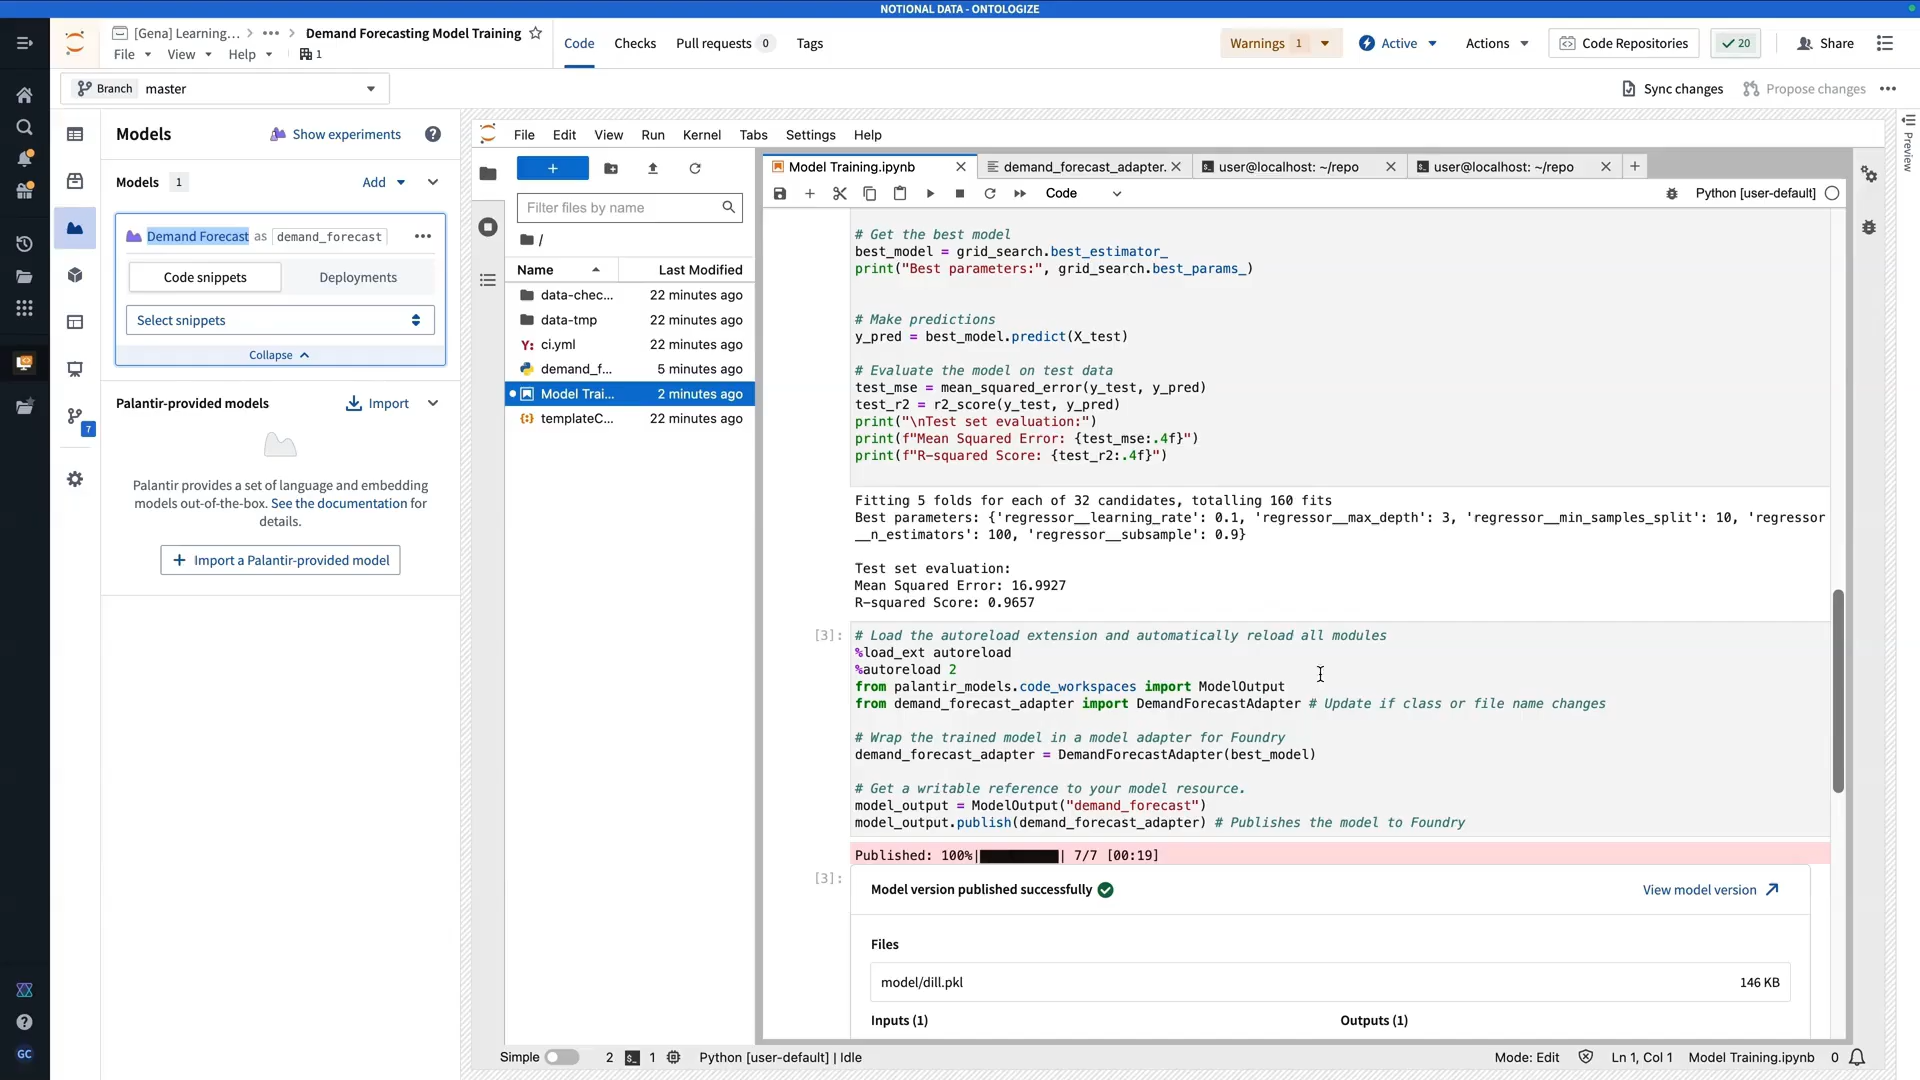 NOTIONAL DATA - ONTOLOGIZE
[Gena] Learning... > ••• > Demand Forecasting Model Training
File View Help 1
Code Checks Pull requests 0 Tags
Warnings 1 Active Actions Code Repositories 20 Share
Branch master
Sync changes Propose changes •••
Preview
Models Show experiments
Models 1 Add
Demand Forecast as demand_forecast •••
Code snippets Deployments
Select snippets
Collapse
Palantir-provided models Import
Palantir provides a set of language and embedding
models out-of-the-box. See the documentation for
details.
+ Import a Palantir-provided model
7
GC
File Edit View Run Kernel Tabs Settings Help
+
Filter files by name
/
Name Last Modified
data-chec... 22 minutes ago
data-tmp 22 minutes ago
Y: ci.yml 22 minutes ago
demand_f... 5 minutes ago
Model Trai... 2 minutes ago
templateC... 22 minutes ago
Model Training.ipynb demand_forecast_adapter. user@localhost: ~/repo user@localhost: ~/repo +
Code Python [user-default]
# Get the best model
best_model = grid_search.best_estimator_
print("Best parameters:", grid_search.best_params_)
# Make predictions
y_pred = best_model.predict(X_test)
# Evaluate the model on test data
test_mse = mean_squared_error(y_test, y_pred)
test_r2 = r2_score(y_test, y_pred)
print("\nTest set evaluation:")
print(f"Mean Squared Error: {test_mse:.4f}")
print(f"R-squared Score: {test_r2:.4f}")
Fitting 5 folds for each of 32 candidates, totalling 160 fits
Best parameters: {'regressor__learning_rate': 0.1, 'regressor__max_depth': 3, 'regressor__min_samples_split': 10, 'regressor
__n_estimators': 100, 'regressor__subsample': 0.9}
Test set evaluation:
Mean Squared Error: 16.9927
R-squared Score: 0.9657
[3]: # Load the autoreload extension and automatically reload all modules
%load_ext autoreload
%autoreload 2
from palantir_models.code_workspaces import ModelOutput
from demand_forecast_adapter import DemandForecastAdapter # Update if class or file name changes
# Wrap the trained model in a model adapter for Foundry
demand_forecast_adapter = DemandForecastAdapter(best_model)
# Get a writable reference to your model resource.
model_output = ModelOutput("demand_forecast")
model_output.publish(demand_forecast_adapter) # Publishes the model to Foundry
Published: 100%|██████████| 7/7 [00:19]
[3]: Model version published successfully View model version
Files
model/dill.pkl 146 KB
Inputs (1) Outputs (1)
Simple 2 1 Python [user-default] | Idle Mode: Edit Ln 1, Col 1 Model Training.ipynb 0